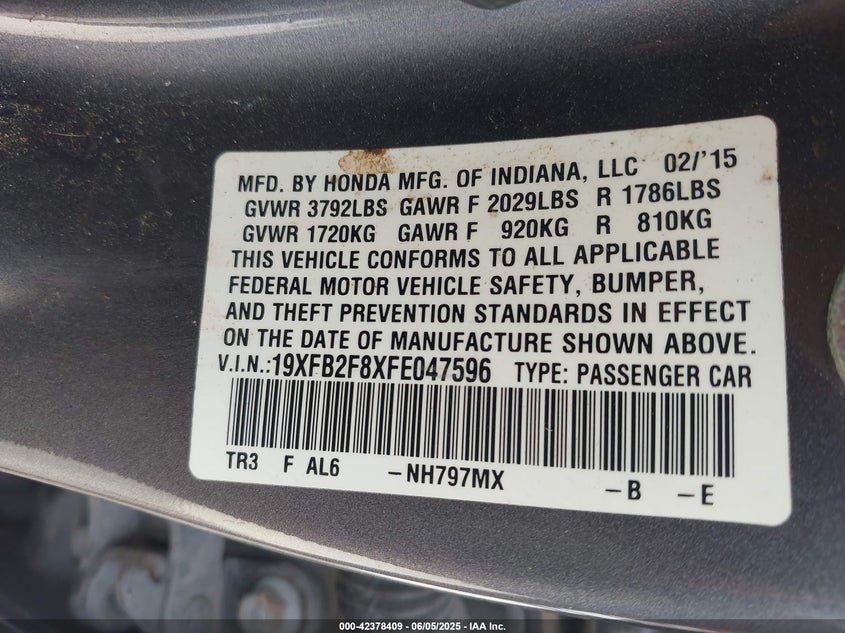 MFD. BY HONDA MFG. OF INDIANA, LLC 02/'15
GVWR 3792LBS GAWR F 2029LBS R 1786LBS
GVWR 1720KG GAWR F 920KG R 810KG
THIS VEHICLE CONFORMS TO ALL APPLICABLE
FEDERAL MOTOR VEHICLE SAFETY, BUMPER,
AND THEFT PREVENTION STANDARDS IN EFFECT
ON THE DATE OF MANUFACTURE SHOWN ABOVE.
V.I.N.:19XFB2F8XFE047596 TYPE: PASSENGER CAR
TR3 F AL6 -NH797MX -B -E
000-42378409 - 06/05/2025 - IAA Inc.